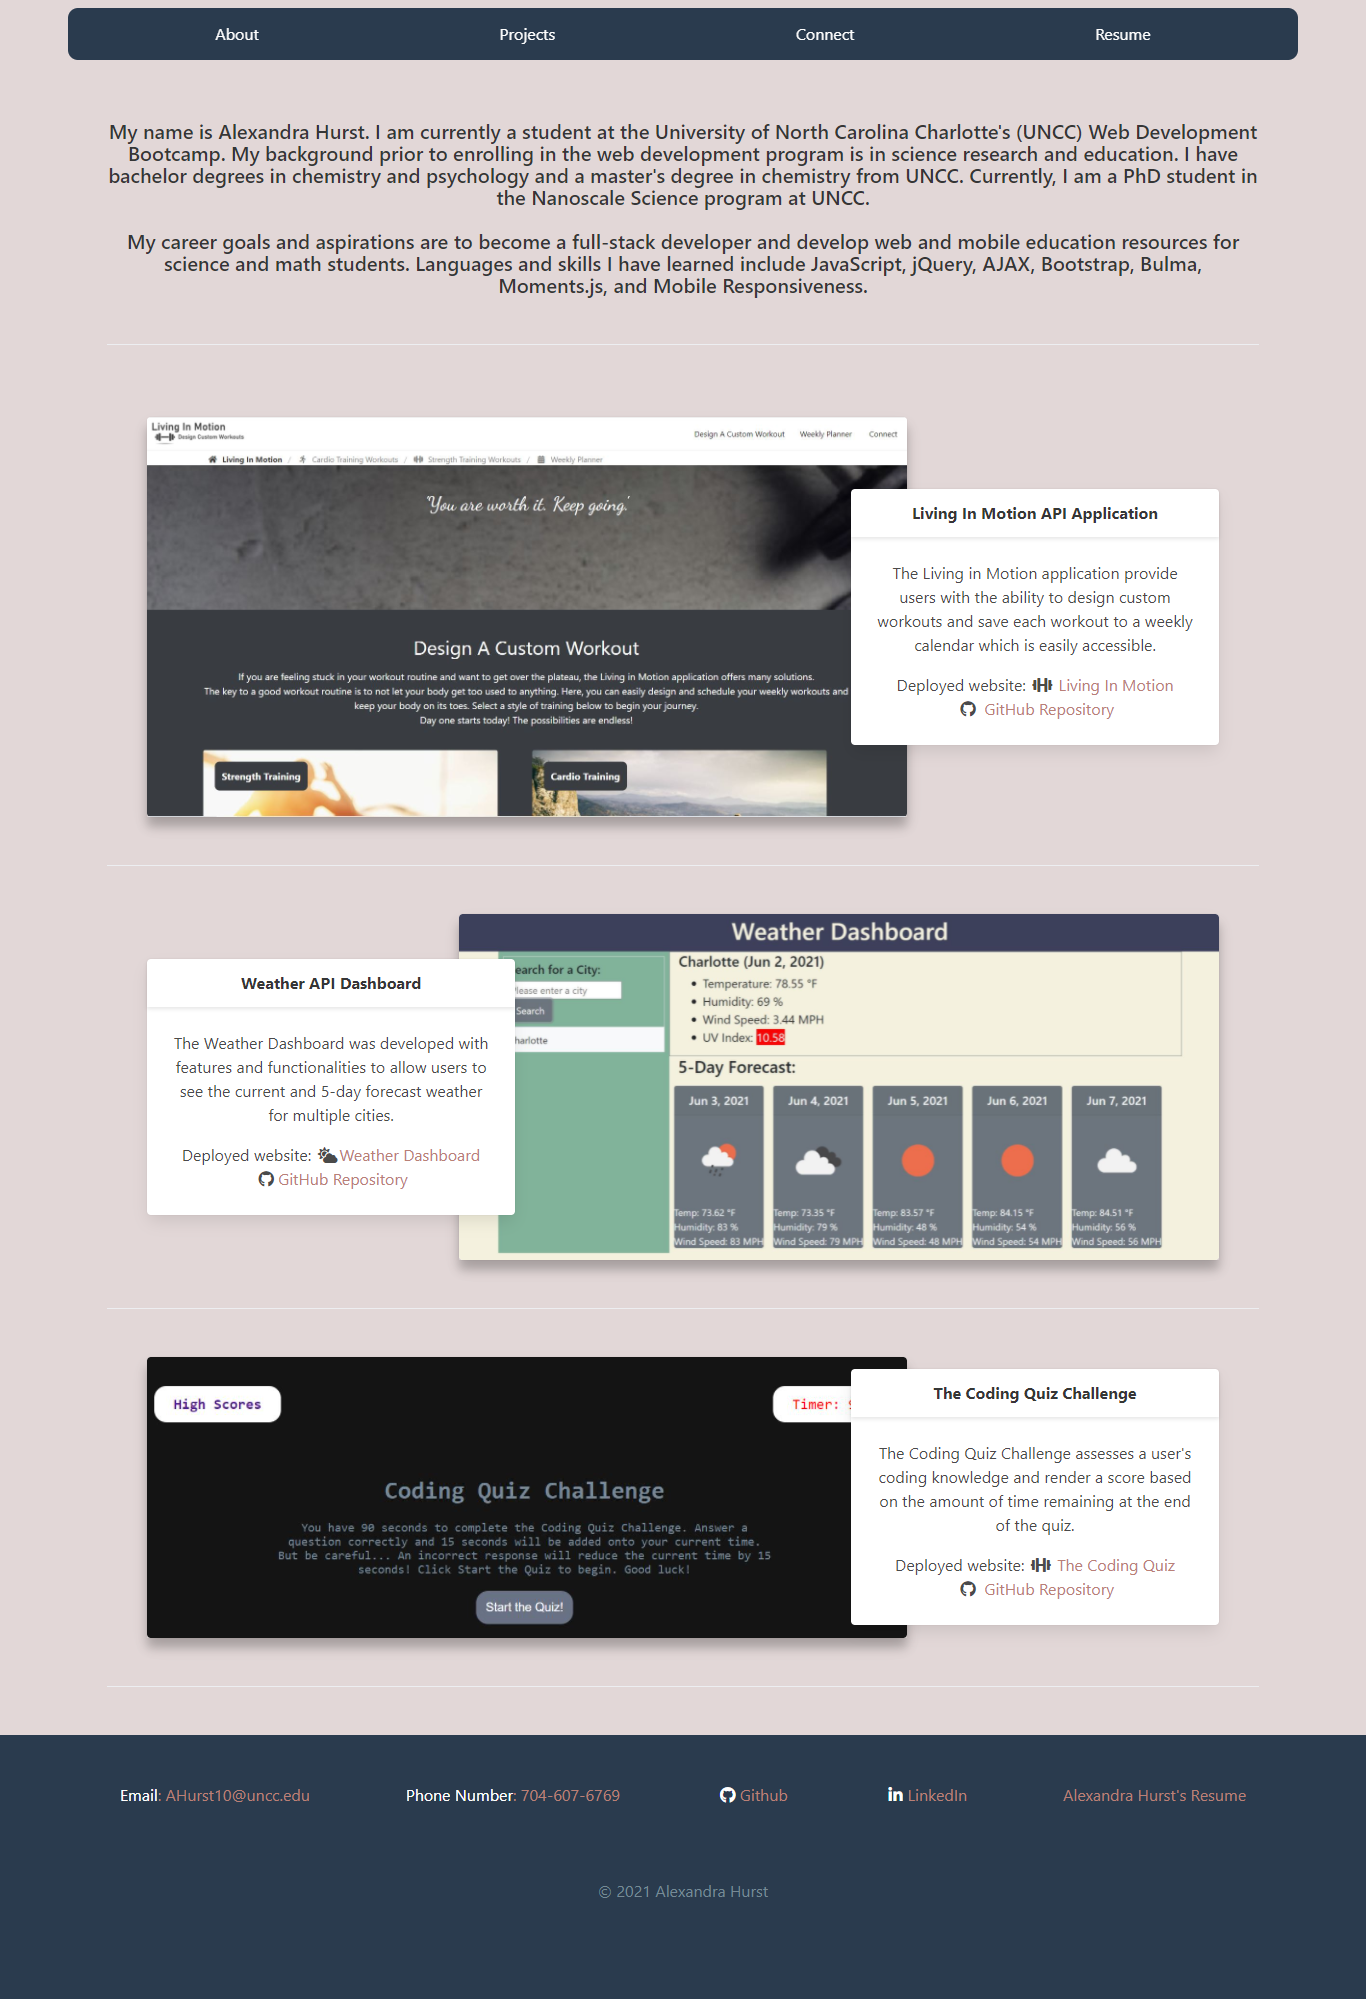 About Projects Connect Resume
My name is Alexandra Hurst. I am currently a student at the University of North Carolina Charlotte's (UNCC) Web Development
Bootcamp. My background prior to enrolling in the web development program is in science research and education. I have
bachelor degrees in chemistry and psychology and a master's degree in chemistry from UNCC. Currently, I am a PhD student in
the Nanoscale Science program at UNCC.
My career goals and aspirations are to become a full-stack developer and develop web and mobile education resources for
science and math students. Languages and skills I have learned include JavaScript, jQuery, AJAX, Bootstrap, Bulma,
Moments.js, and Mobile Responsiveness.
Living In Motion
Design Custom Workouts
Design A Custom Workout Weekly Planner Connect
Living In Motion / Cardio Training Workouts / Strength Training Workouts / Weekly Planner
'You are worth it. Keep going.'
Design A Custom Workout
If you are feeling stuck in your workout routine and want to get over the plateau, the Living in Motion application offers many solutions.
The key to a good workout routine is to not let your body get too used to anything. Here, you can easily design and schedule your weekly workouts and
keep your body on its toes. Select a style of training below to begin your journey.
Day one starts today! The possibilities are endless!
Strength Training
Cardio Training
Living In Motion API Application
The Living in Motion application provide
users with the ability to design custom
workouts and save each workout to a weekly
calendar which is easily accessible.
Deployed website: Living In Motion
GitHub Repository
Weather API Dashboard
The Weather Dashboard was developed with
features and functionalities to allow users to
see the current and 5-day forecast weather
for multiple cities.
Deployed website: Weather Dashboard
GitHub Repository
Weather Dashboard
earch for a City:
Please enter a city
Search
harlotte
Charlotte (Jun 2, 2021)
• Temperature: 78.55 °F
• Humidity: 69 %
• Wind Speed: 3.44 MPH
• UV Index: 10.58
5-Day Forecast:
Jun 3, 2021 Jun 4, 2021 Jun 5, 2021 Jun 6, 2021 Jun 7, 2021
Temp: 73.62 °F Temp: 73.35 °F Temp: 83.57 °F Temp: 84.15 °F Temp: 84.51 °F
Humidity: 83 % Humidity: 79 % Humidity: 48 % Humidity: 54 % Humidity: 56 %
Wind Speed: 83 MPH Wind Speed: 79 MPH Wind Speed: 48 MPH Wind Speed: 54 MPH Wind Speed: 56 MPH
High Scores
Timer:
Coding Quiz Challenge
You have 90 seconds to complete the Coding Quiz Challenge. Answer a
question correctly and 15 seconds will be added onto your current time.
But be careful... An incorrect response will reduce the current time by 15
seconds! Click Start the Quiz to begin. Good luck!
Start the Quiz!
The Coding Quiz Challenge
The Coding Quiz Challenge assesses a user's
coding knowledge and render a score based
on the amount of time remaining at the end
of the quiz.
Deployed website: The Coding Quiz
GitHub Repository
Email: AHurst10@uncc.edu Phone Number: 704-607-6769 Github LinkedIn Alexandra Hurst's Resume
© 2021 Alexandra Hurst